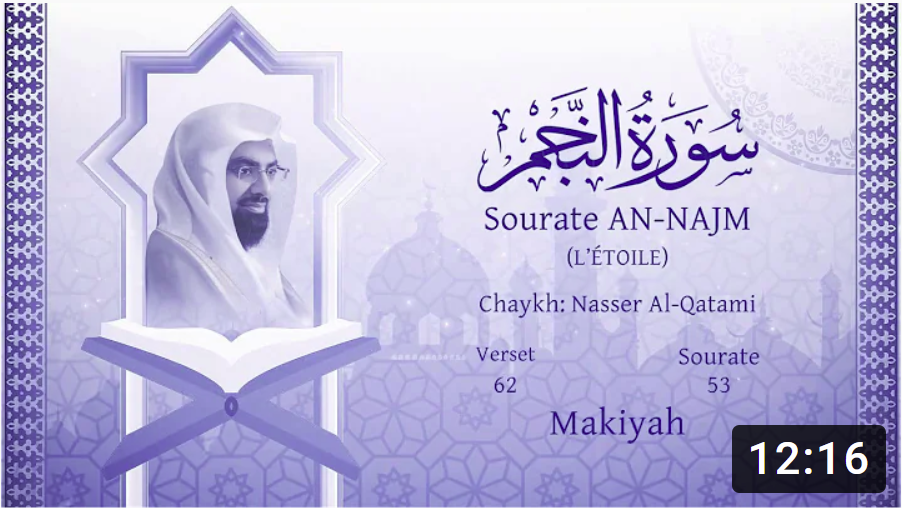 سُورَةُ النَّجْمِ
Sourate AN-NAJM
(L'ÉTOILE)
Chaykh: Nasser Al-Qatami
Verset Sourate
62 53
Makiyah
12:16